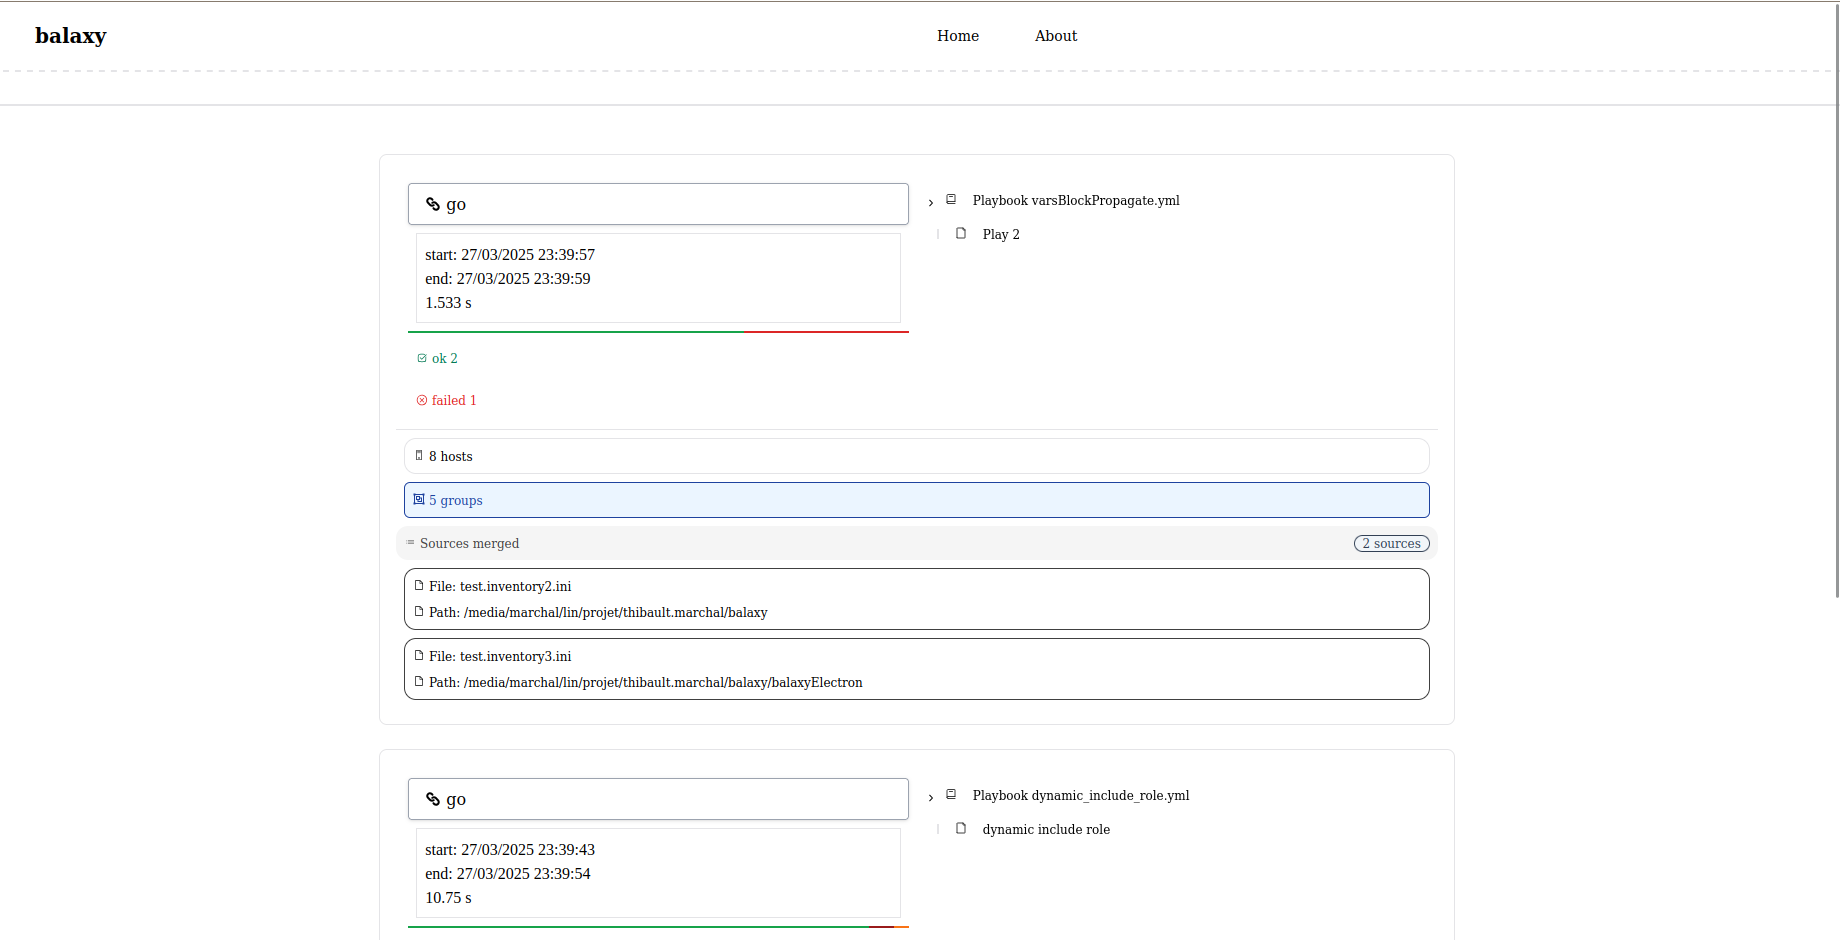 balaxy
Home
About
go
start: 27/03/2025 23:39:57
end: 27/03/2025 23:39:59
1.533 s
ok 2
failed 1
Playbook varsBlockPropagate.yml
Play 2
8 hosts
5 groups
Sources merged
2 sources
File: test.inventory2.ini
Path: /media/marchal/lin/projet/thibault.marchal/balaxy
File: test.inventory3.ini
Path: /media/marchal/lin/projet/thibault.marchal/balaxy/balaxyElectron
go
start: 27/03/2025 23:39:43
end: 27/03/2025 23:39:54
10.75 s
Playbook dynamic_include_role.yml
dynamic include role